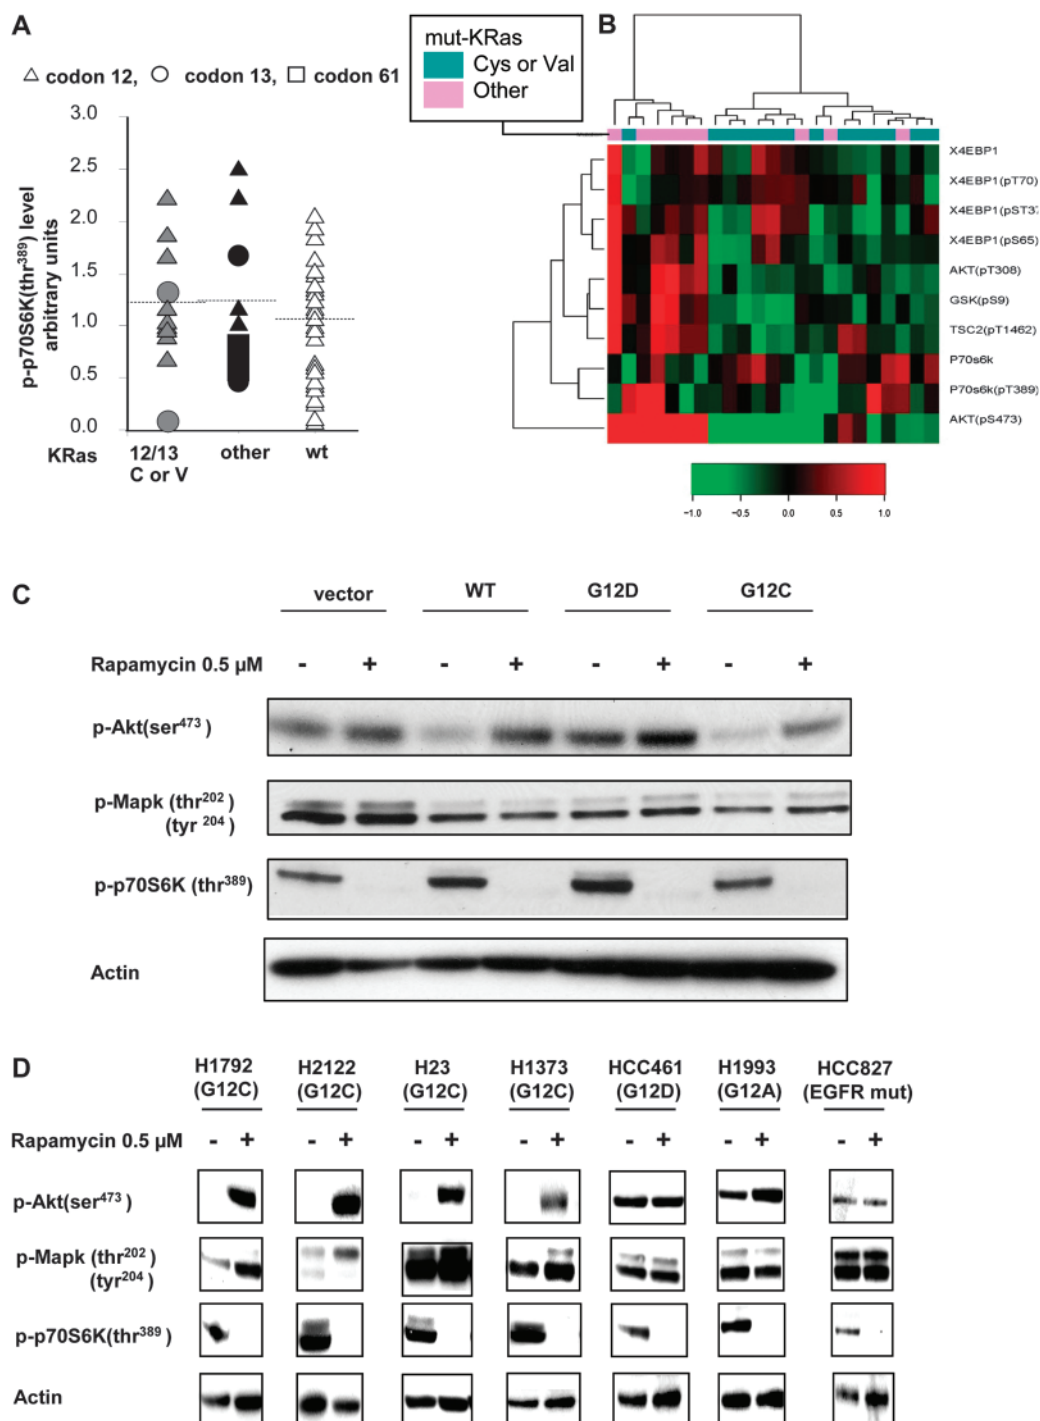 A
△ codon 12, ○ codon 13, □ codon 61
p-p70S6K(thr389) level
arbitrary units
3.0
2.5
2.0
1.5
1.0
0.5
0.0
KRas
12/13
C or V
other
wt
mut-KRas
Cys or Val
Other
B
X4EBP1
X4EBP1(pT70)
X4EBP1(pST37
X4EBP1(pS65)
AKT(pT308)
GSK(pS9)
TSC2(pT1462)
P70s6k
P70s6k(pT389)
AKT(pS473)
-1.0 -0.5 0.0 0.5 1.0
C
vector WT G12D G12C
Rapamycin 0.5 µM - + - + - + - +
p-Akt(ser473)
p-Mapk (thr202)
(tyr 204)
p-p70S6K (thr389)
Actin
D
H1792 H2122 H23 H1373 HCC461 H1993 HCC827
(G12C) (G12C) (G12C) (G12C) (G12D) (G12A) (EGFR mut)
Rapamycin 0.5 µM - + - + - + - + - + - + - +
p-Akt(ser473)
p-Mapk (thr202)
(tyr204)
p-p70S6K(thr389)
Actin